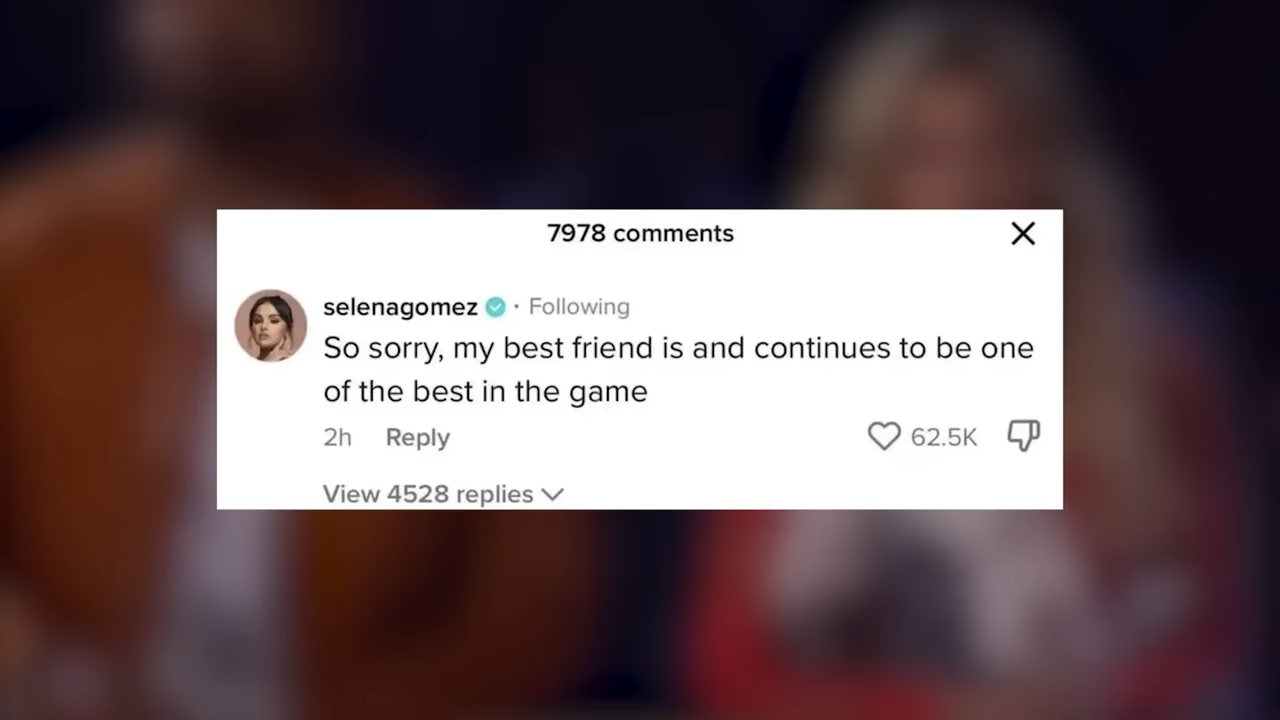 7978 comments
selenagomez · Following
So sorry, my best friend is and continues to be one
of the best in the game
2h Reply 62.5K
View 4528 replies